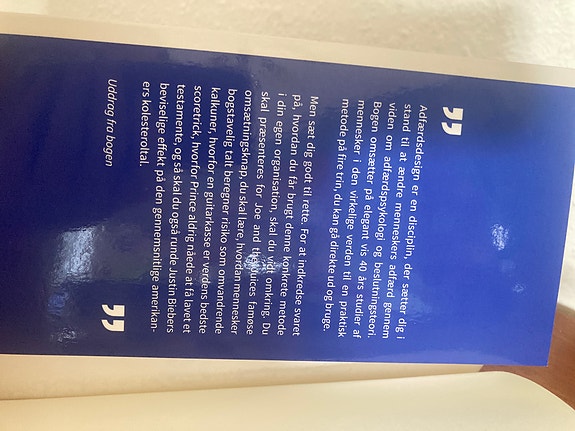 ”
Adfærdsdesign er en disciplin, der sætter dig i
stand til at ændre menneskers adfærd gennem
viden om adfærdspsykologi og beslutningsteori.
Bogen omsætter på elegant vis 40 års studier af
mennesker i den virkelige verden til en praktisk
metode på fire trin, du kan gå direkte ud og bruge.
Men sæt dig godt til rette. For at indkredse svaret
på, hvordan du får brugt denne konkrete metode
i din egen organisation, skal du vidt omkring. Du
skal præsenteres for Joe and the Juices famøse
omsætningsknap, du skal lære, hvordan mennesker
bogstavelig talt beregner risiko som omvandrende
kalkuner, hvorfor en guitarkasse er verdens bedste
scoretrick, hvorfor Prince aldrig nåede at få lavet et
testamente, og så skal du også runde Justin Biebers
beviselige effekt på den gennemsnitlige amerikan-
ers kolesteroltal.
”
Uddrag fra bogen